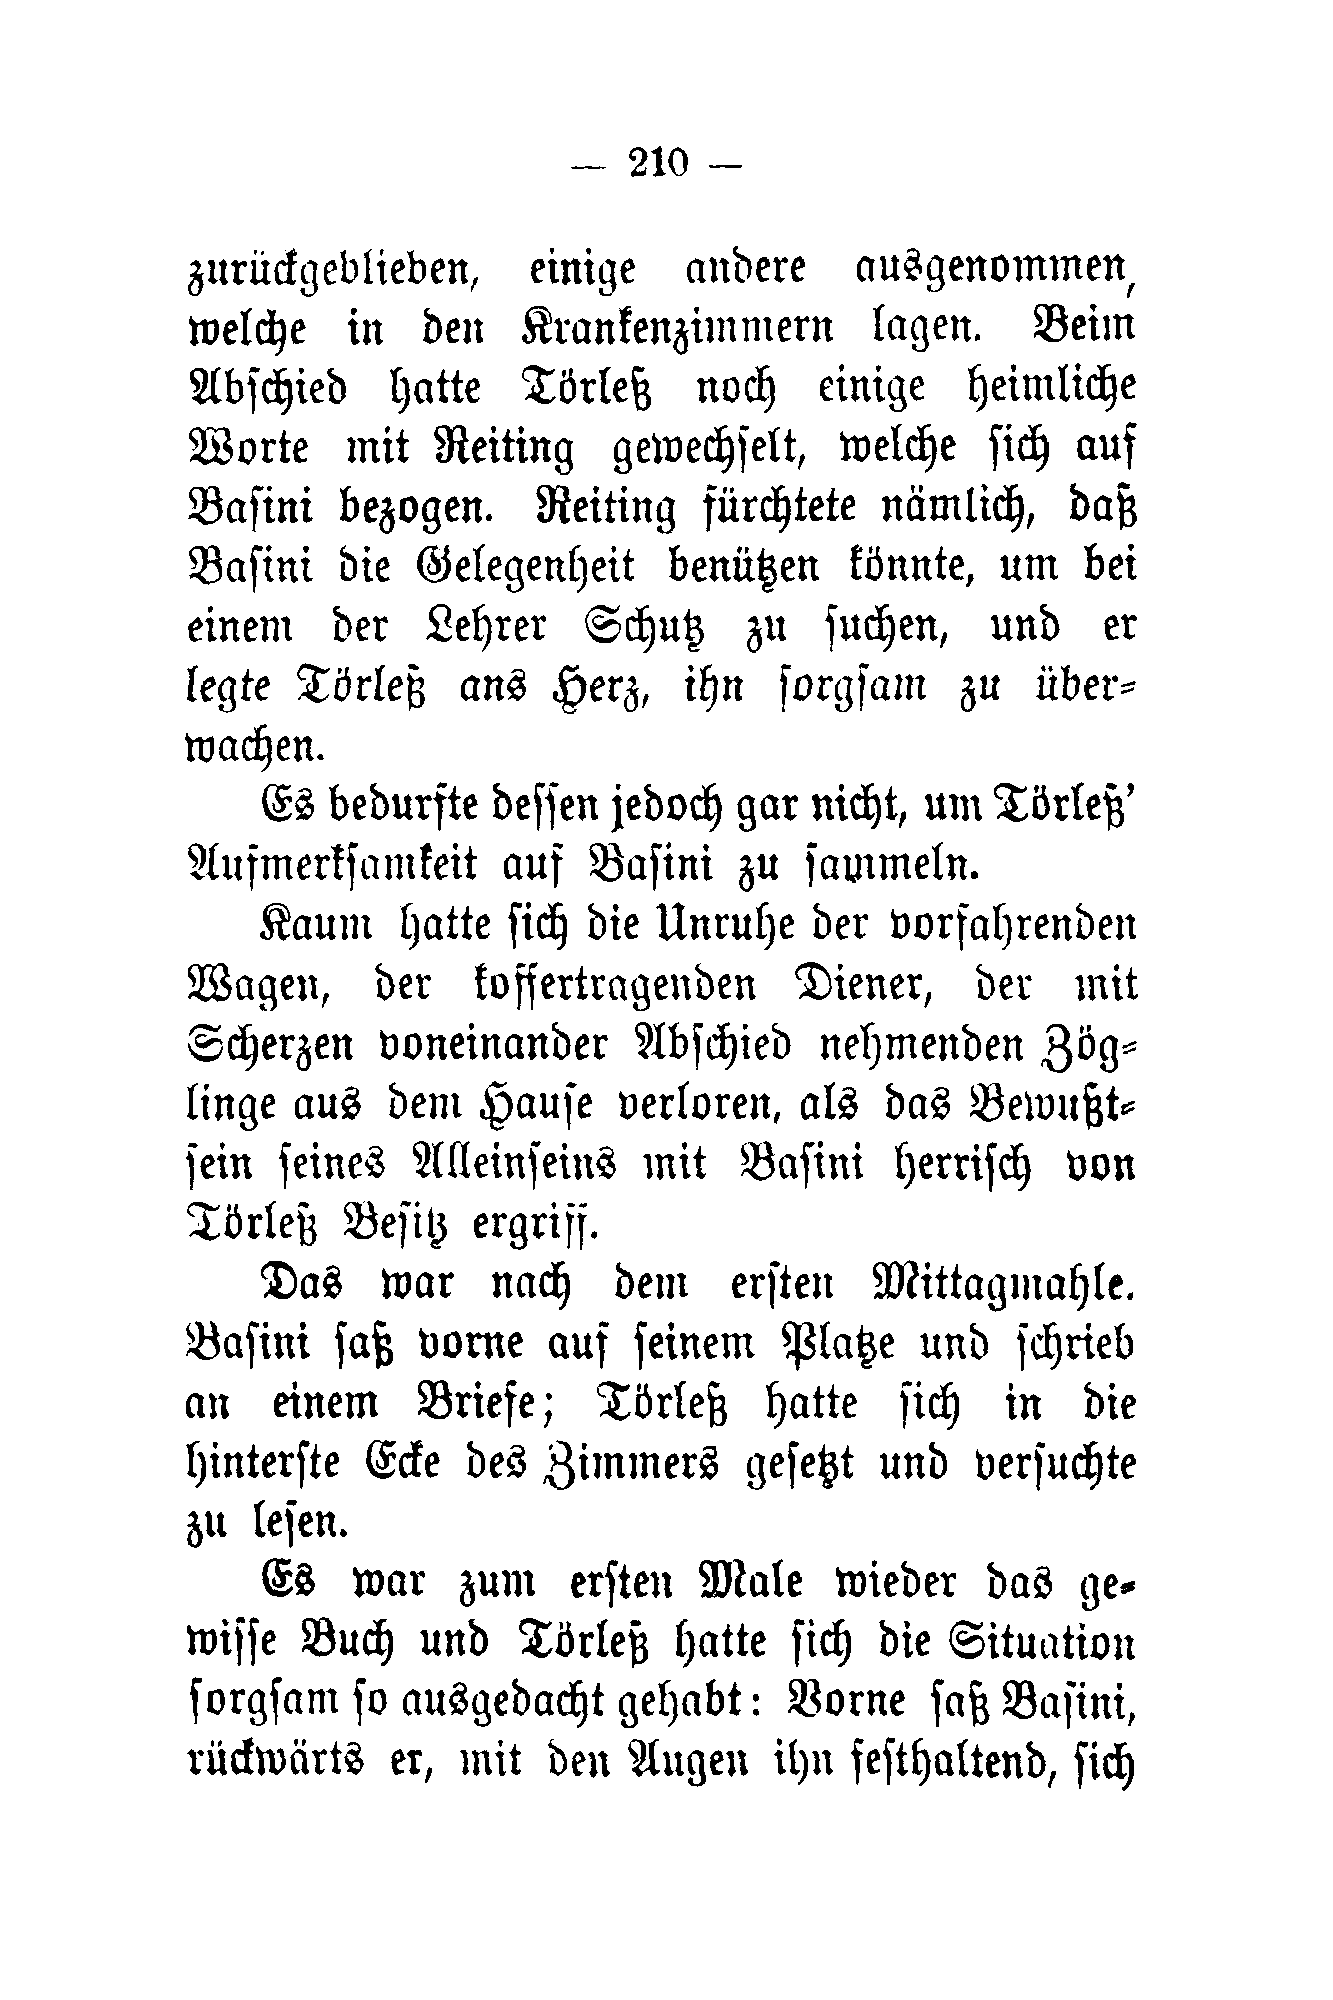 — 210 —
zurückgeblieben, einige andere ausgenommen,
welche in den Krankenzimmern lagen. Beim
Abſchied hatte Törleß noch einige heimliche
Worte mit Reiting gewechſelt, welche ſich auf
Baſini bezogen. Reiting fürchtete nämlich, daß
Baſini die Gelegenheit benützen könnte, um bei
einem der Lehrer Schutz zu ſuchen, und er
legte Törleß ans Herz, ihn ſorgſam zu über⸗
wachen.
Es bedurfte deſſen jedoch gar nicht, um Törleß’
Aufmerkſamkeit auf Baſini zu ſammeln.
Kaum hatte ſich die Unruhe der vorfahrenden
Wagen, der koffertragenden Diener, der mit
Scherzen voneinander Abſchied nehmenden Zög⸗
linge aus dem Hauſe verloren, als das Bewußt⸗
ſein ſeines Alleinſeins mit Baſini herriſch von
Törleß Beſitz ergriff.
Das war nach dem erſten Mittagmahle.
Baſini ſaß vorne auf ſeinem Platze und ſchrieb
an einem Briefe; Törleß hatte ſich in die
hinterſte Ecke des Zimmers geſetzt und verſuchte
zu leſen.
Es war zum erſten Male wieder das ge⸗
wiſſe Buch und Törleß hatte ſich die Situation
ſorgſam ſo ausgedacht gehabt: Vorne ſaß Baſini,
rückwärts er, mit den Augen ihn feſthaltend, ſich